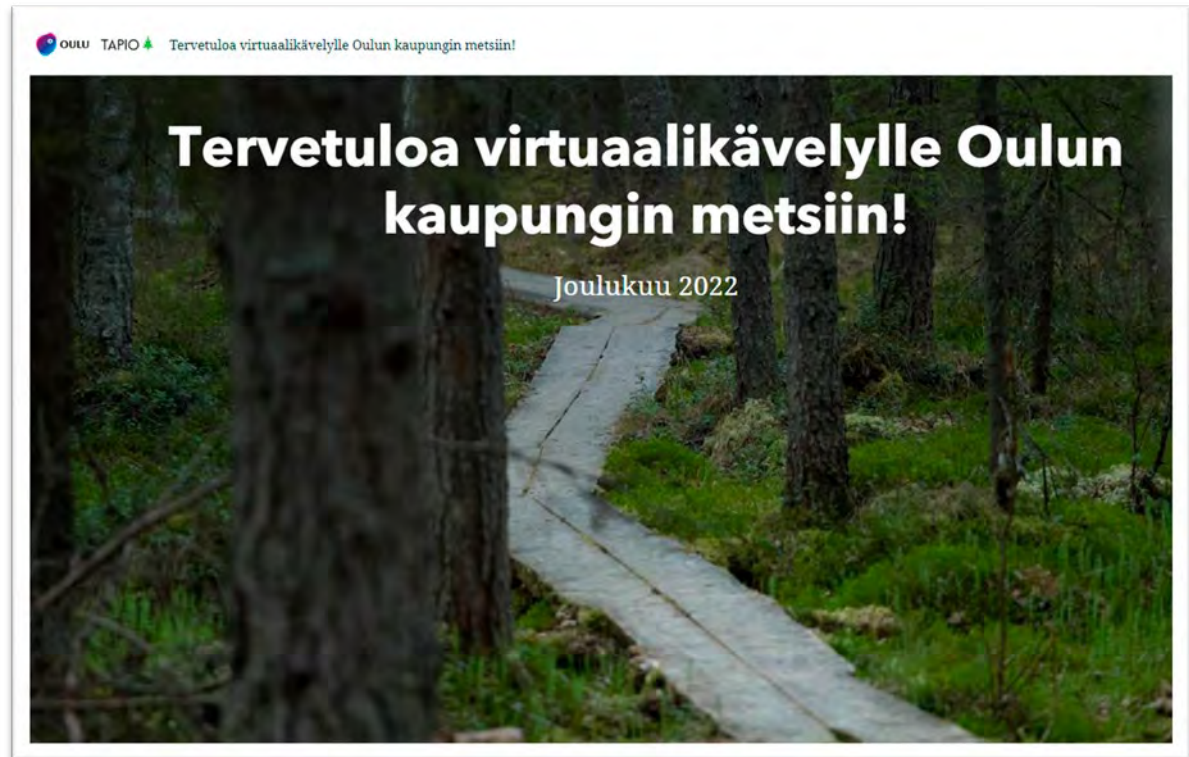 OULU TAPIO Tervetuloa virtuaalikävelylle Oulun kaupungin metsiin!
Tervetuloa virtuaalikävelylle Oulun
kaupungin metsiin!
Joulukuu 2022